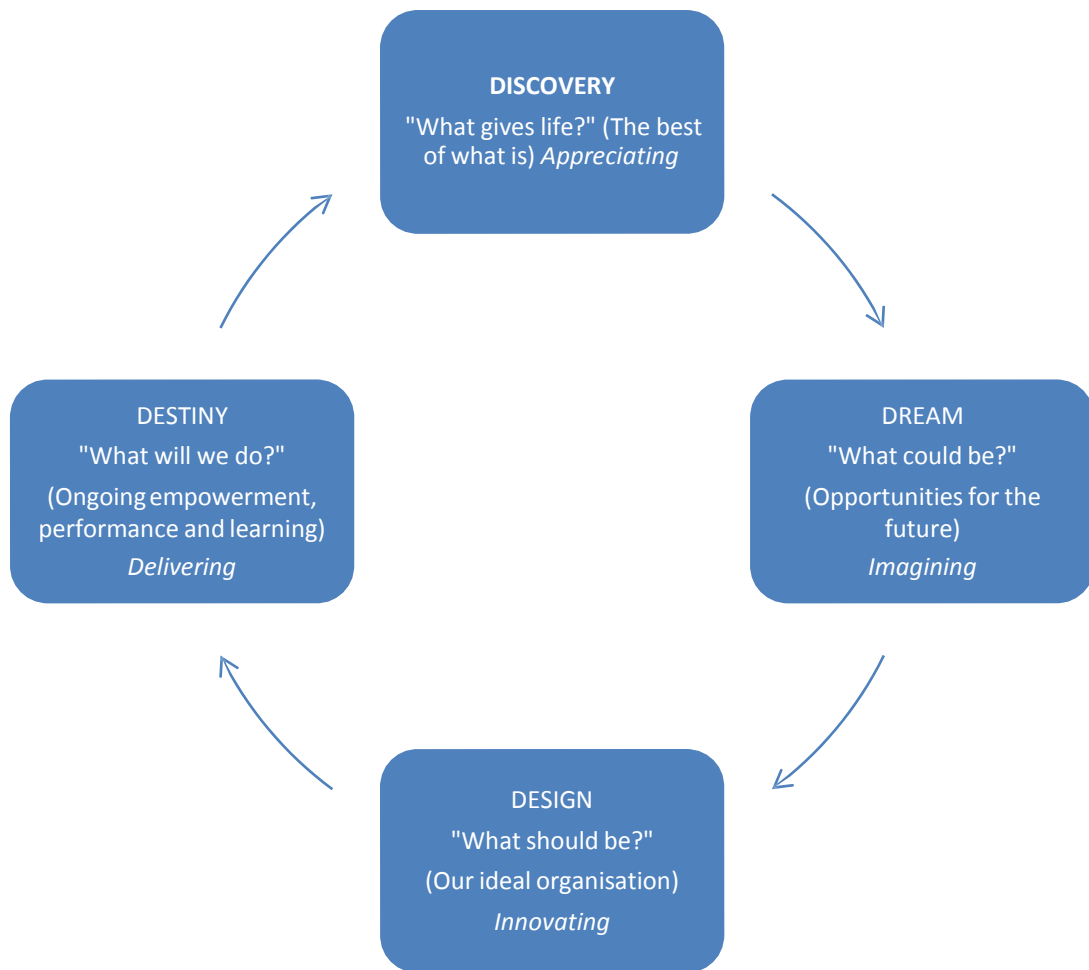 DISCOVERY
"What gives life?" (The best
of what is) Appreciating
DREAM
"What could be?"
(Opportunities for the
future)
Imagining
DESIGN
"What should be?"
(Our ideal organisation)
Innovating
DESTINY
"What will we do?"
(Ongoing empowerment,
performance and learning)
Delivering